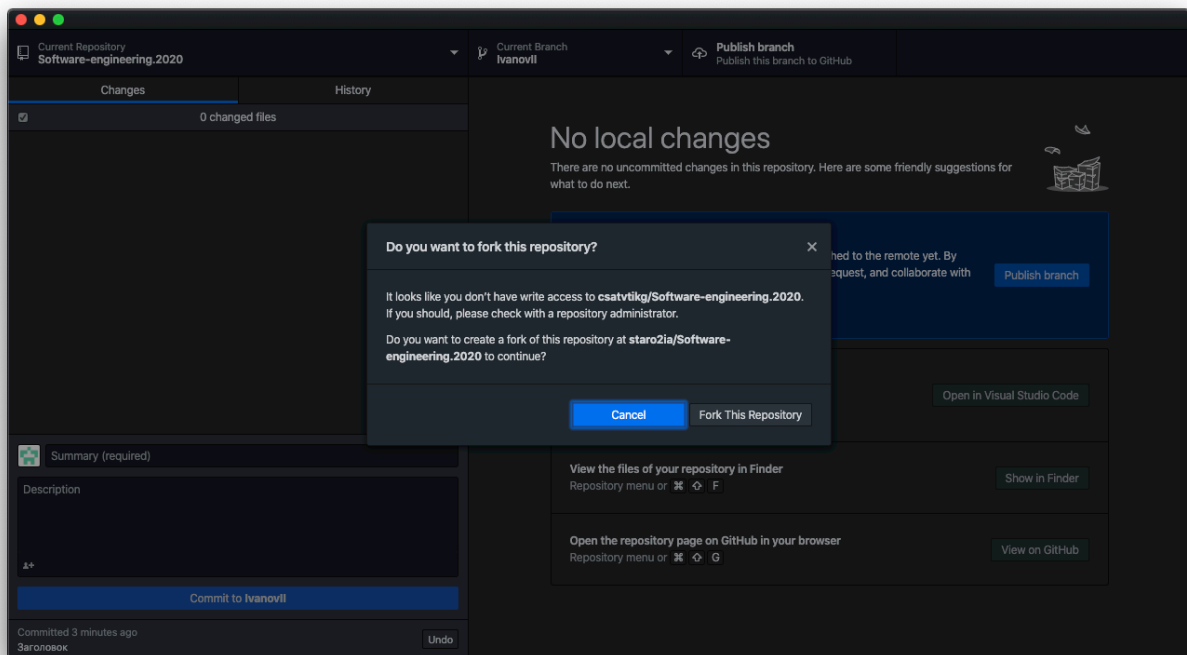 Current Repository
Software-engineering.2020
Current Branch
IvanovII
Publish branch
Publish this branch to GitHub
Changes
History
0 changed files
No local changes
There are no uncommitted changes in this repository. Here are some friendly suggestions for
what to do next.
hed to the remote yet. By
equest, and collaborate with
Publish branch
Do you want to fork this repository?
It looks like you don't have write access to csatvtikg/Software-engineering.2020.
If you should, please check with a repository administrator.
Do you want to create a fork of this repository at staro2ia/Software-
engineering.2020 to continue?
Cancel
Fork This Repository
Open in Visual Studio Code
View the files of your repository in Finder
Repository menu or ⌘ ⇧ F
Show in Finder
Open the repository page on GitHub in your browser
Repository menu or ⌘ ⇧ G
View on GitHub
Summary (required)
Description
Commit to IvanovII
Committed 3 minutes ago
Заголовок
Undo